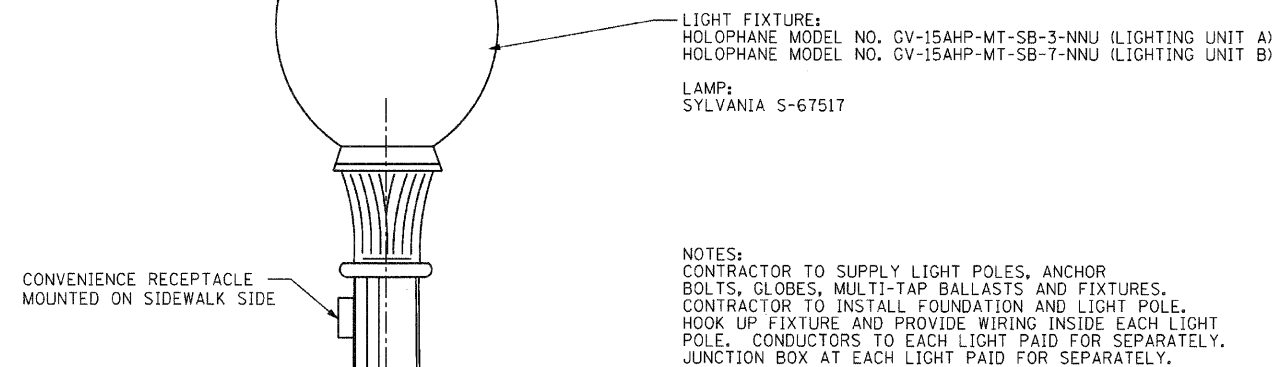 LIGHT FIXTURE:
HOLOPHANE MODEL NO. GV-15AHP-MT-SB-3-NNU (LIGHTING UNIT A)
HOLOPHANE MODEL NO. GV-15AHP-MT-SB-7-NNU (LIGHTING UNIT B)
LAMP:
SYLVANIA S-67517
CONVENIENCE RECEPTACLE
MOUNTED ON SIDEWALK SIDE
NOTES:
CONTRACTOR TO SUPPLY LIGHT POLES, ANCHOR
BOLTS, GLOBES, MULTI-TAP BALLASTS AND FIXTURES.
CONTRACTOR TO INSTALL FOUNDATION AND LIGHT POLE.
HOOK UP FIXTURE AND PROVIDE WIRING INSIDE EACH LIGHT
POLE. CONDUCTORS TO EACH LIGHT PAID FOR SEPARATELY.
JUNCTION BOX AT EACH LIGHT PAID FOR SEPARATELY.